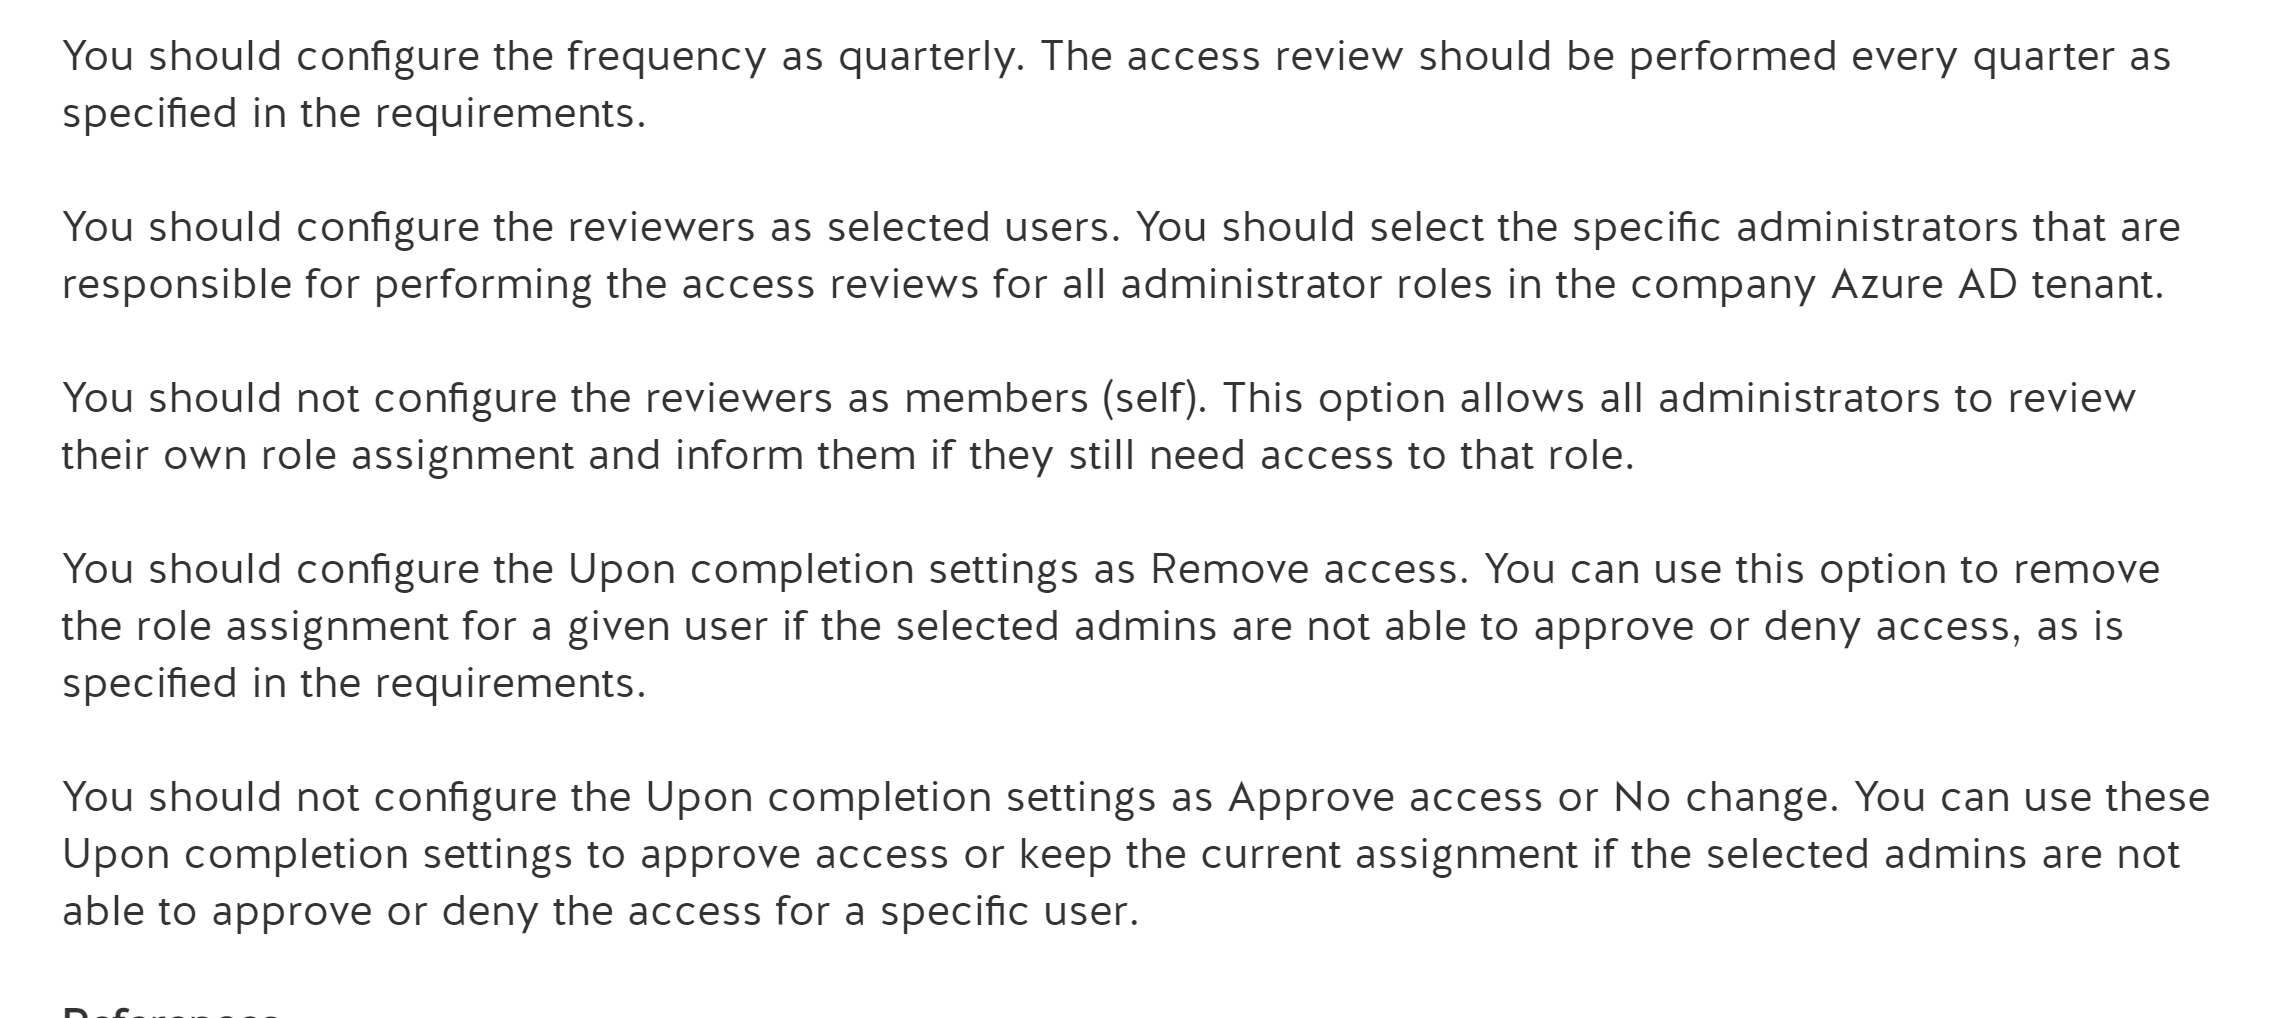 You should configure the frequency as quarterly. The access review should be performed every quarter as
specified in the requirements.
You should configure the reviewers as selected users. You should select the specific administrators that are
responsible for performing the access reviews for all administrator roles in the company Azure AD tenant.
You should not configure the reviewers as members (self). This option allows all administrators to review
their own role assignment and inform them if they still need access to that role.
You should configure the Upon completion settings as Remove access. You can use this option to remove
the role assignment for a given user if the selected admins are not able to approve or deny access, as is
specified in the requirements.
You should not configure the Upon completion settings as Approve access or No change. You can use these
Upon completion settings to approve access or keep the current assignment if the selected admins are not
able to approve or deny the access for a specific user.
References